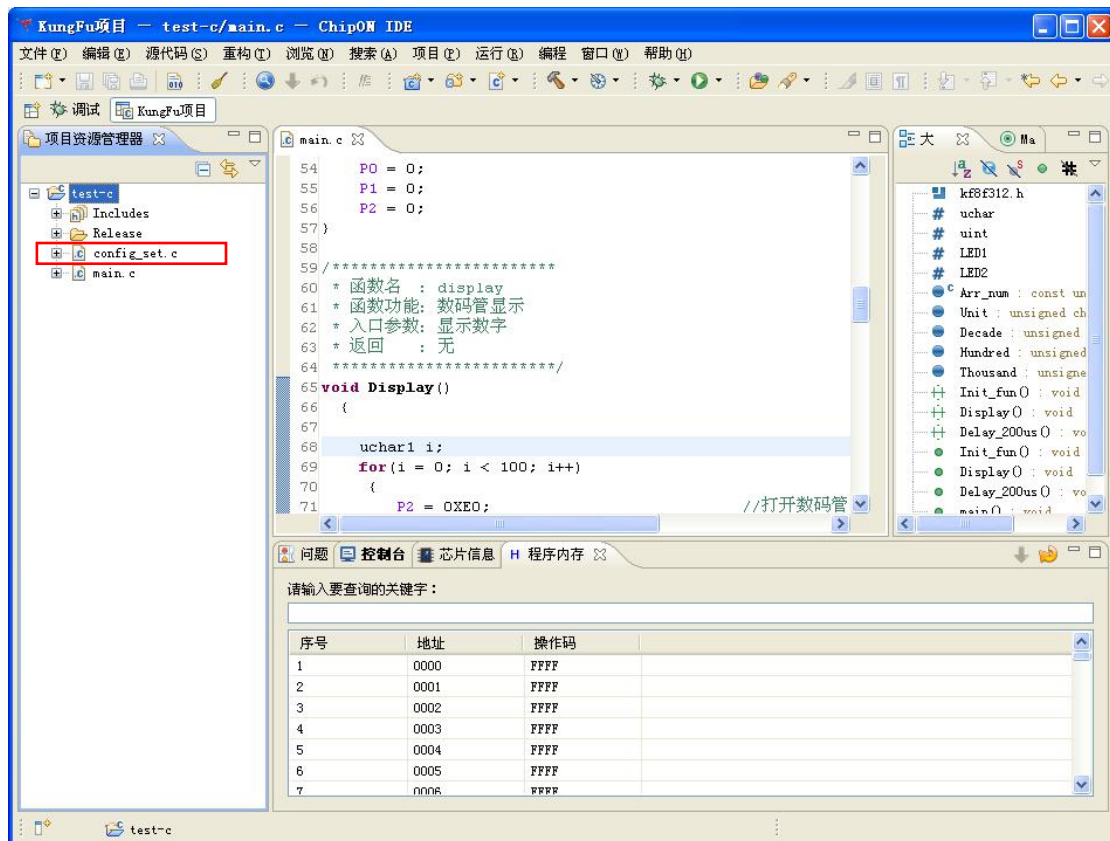 KungFu项目 — test-c/main.c — ChipON IDE
文件(F) 编辑(E) 源代码(S) 重构(T) 浏览(N) 搜索(A) 项目(P) 运行(R) 编程 窗口(W) 帮助(H)
调试 KungFu项目
项目资源管理器
test-c
Includes
Release
config_set.c
main.c
main.c
54 P0 = 0;
55 P1 = 0;
56 P2 = 0;
57 }
58
59 /************************
60 * 函数名 : display
61 * 函数功能: 数码管显示
62 * 入口参数: 显示数字
63 * 返回 : 无
64 ************************/
65 void Display()
66 {
67
68 uchar1 i;
69 for(i = 0; i < 100; i++)
70 {
71 P2 = 0XE0; //打开数码管
大 Ma
kf8f312.h
uchar
uint
LED1
LED2
Arr_num : const un
Unit : unsigned ch
Decade : unsigned
Hundred : unsigned
Thousand : unsigne
Init_fun() : void
Display() : void
Delay_200us() : vo
Init_fun() : void
Display() : void
Delay_200us() : vo
main() : void
问题 控制台 芯片信息 H 程序内存
请输入要查询的关键字:
序号 地址 操作码
1 0000 FFFF
2 0001 FFFF
3 0002 FFFF
4 0003 FFFF
5 0004 FFFF
6 0005 FFFF
7 0006 FFFF
test-c